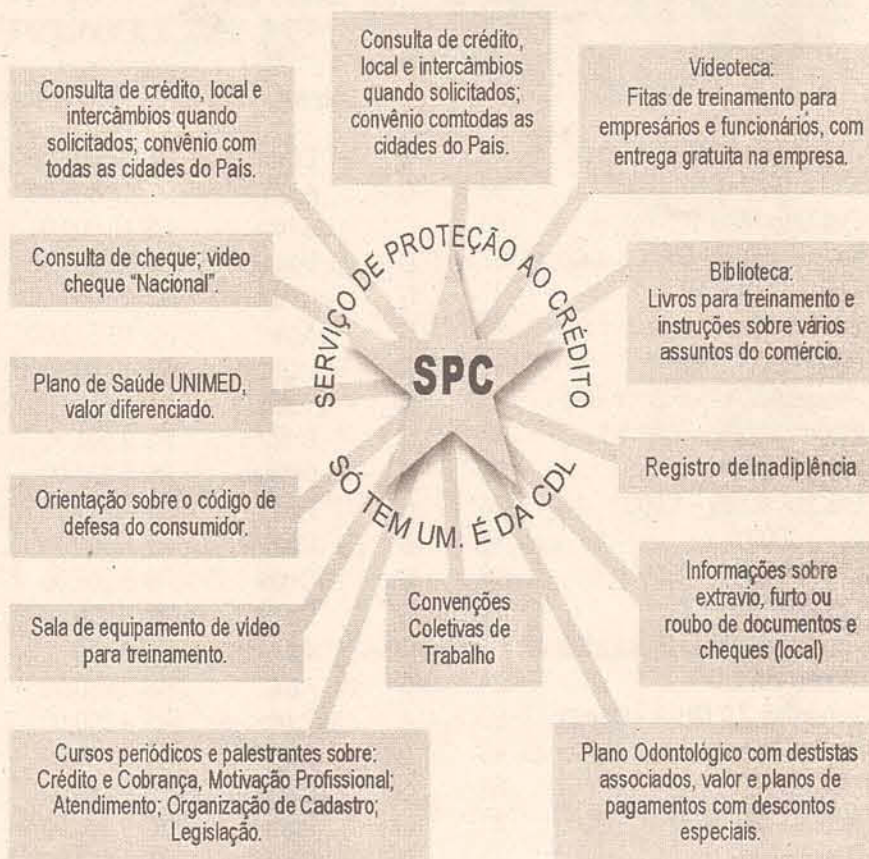 Consulta de crédito, local e
intercâmbios quando
solicitados; convênio com
todas as cidades do País.
Consulta de crédito,
local e intercâmbios
quando solicitados;
convênio comtodas as
cidades do País.
Videoteca:
Fitas de treinamento para
empresários e funcionários, com
entrega gratuita na empresa.
Consulta de cheque; video
cheque “Nacional”.
SERVIÇO DE PROTEÇÃO AO CRÉDITO
SPC
SÓ TEM UM. É DA CDL
Biblioteca:
Livros para treinamento e
instruções sobre vários
assuntos do comércio.
Plano de Saúde UNIMED,
valor diferenciado.
Registro deInadiplência
Orientação sobre o código de
defesa do consumidor.
Informações sobre
extravio, furto ou
roubo de documentos e
cheques (local)
Sala de equipamento de video
para treinamento.
Convenções
Coletivas de
Trabalho
Cursos periódicos e palestrantes sobre:
Crédito e Cobrança, Motivação Profissional;
Atendimento; Organização de Cadastro;
Legislação.
Plano Odontológico com destistas
associados, valor e planos de
pagamentos com descontos
especiais.